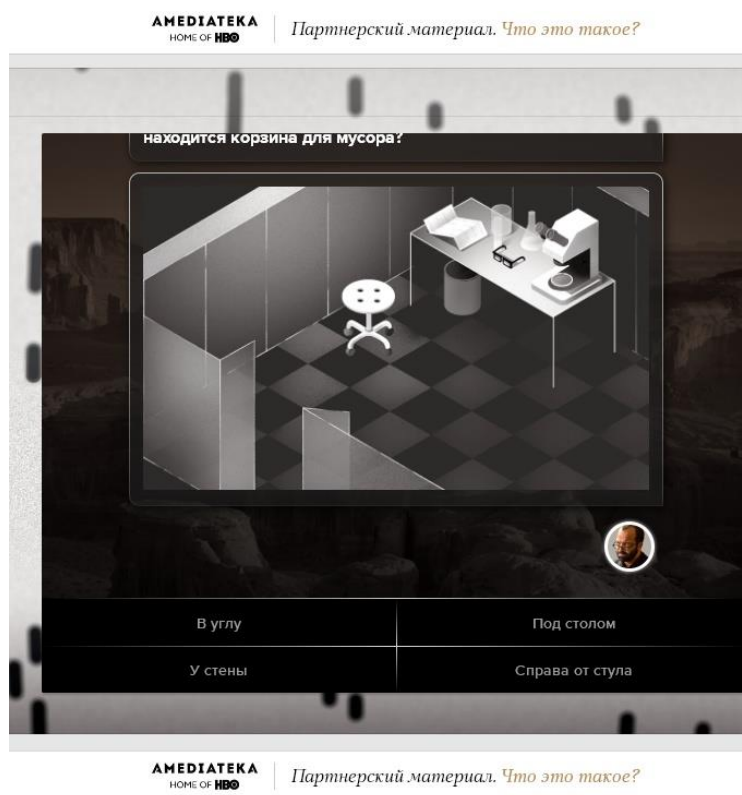 AMEDIATEKA
HOME OF HBO
Партнерский материал. Что это такое?
находится корзина для мусора?
В углу
Под столом
У стены
Справа от стула
AMEDIATEKA
HOME OF HBO
Партнерский материал. Что это такое?